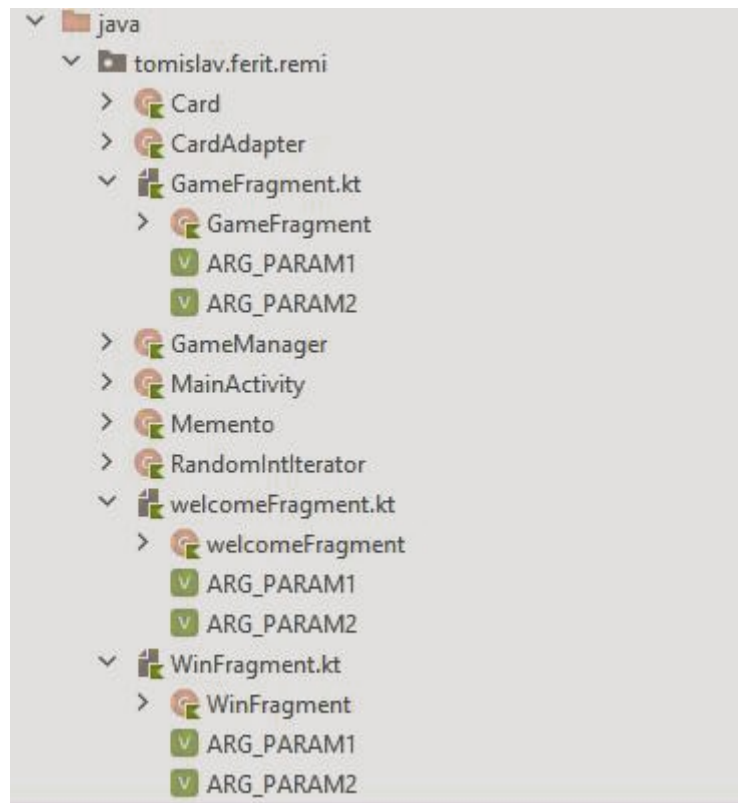 java
tomislav.ferit.remi
Card
CardAdapter
GameFragment.kt
GameFragment
V ARG_PARAM1
V ARG_PARAM2
GameManager
MainActivity
Memento
RandomIntIterator
welcomeFragment.kt
welcomeFragment
V ARG_PARAM1
V ARG_PARAM2
WinFragment.kt
WinFragment
V ARG_PARAM1
V ARG_PARAM2